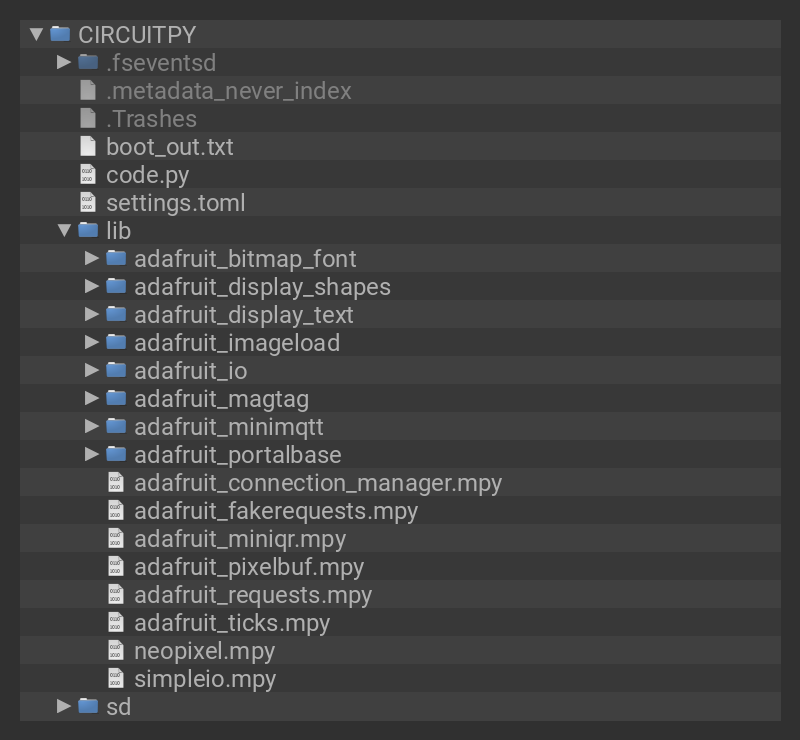 CIRCUITPY
.fseventsd
.metadata_never_index
.Trashes
boot_out.txt
code.py
settings.toml
lib
adafruit_bitmap_font
adafruit_display_shapes
adafruit_display_text
adafruit_imageload
adafruit_io
adafruit_magtag
adafruit_minimqtt
adafruit_portalbase
adafruit_connection_manager.mpy
adafruit_fakerequests.mpy
adafruit_miniqr.mpy
adafruit_pixelbuf.mpy
adafruit_requests.mpy
adafruit_ticks.mpy
neopixel.mpy
simpleio.mpy
sd